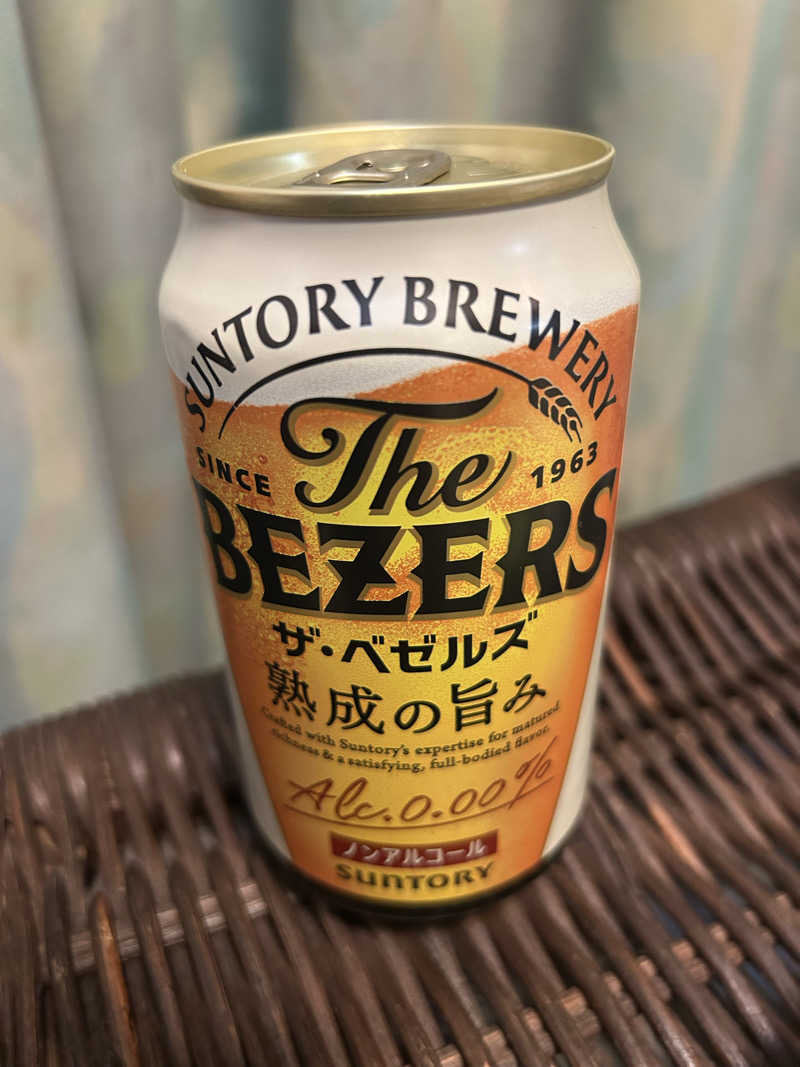 SUNTORY BREWERY
SINCE 1963
The
BEZERS
ザ・ベゼルズ
熟成の旨み
Crafted with Suntory's expertise for matured
richness & a satisfying, full-bodied flavor.
Alc.0.00%
ノンアルコール
SUNTORY